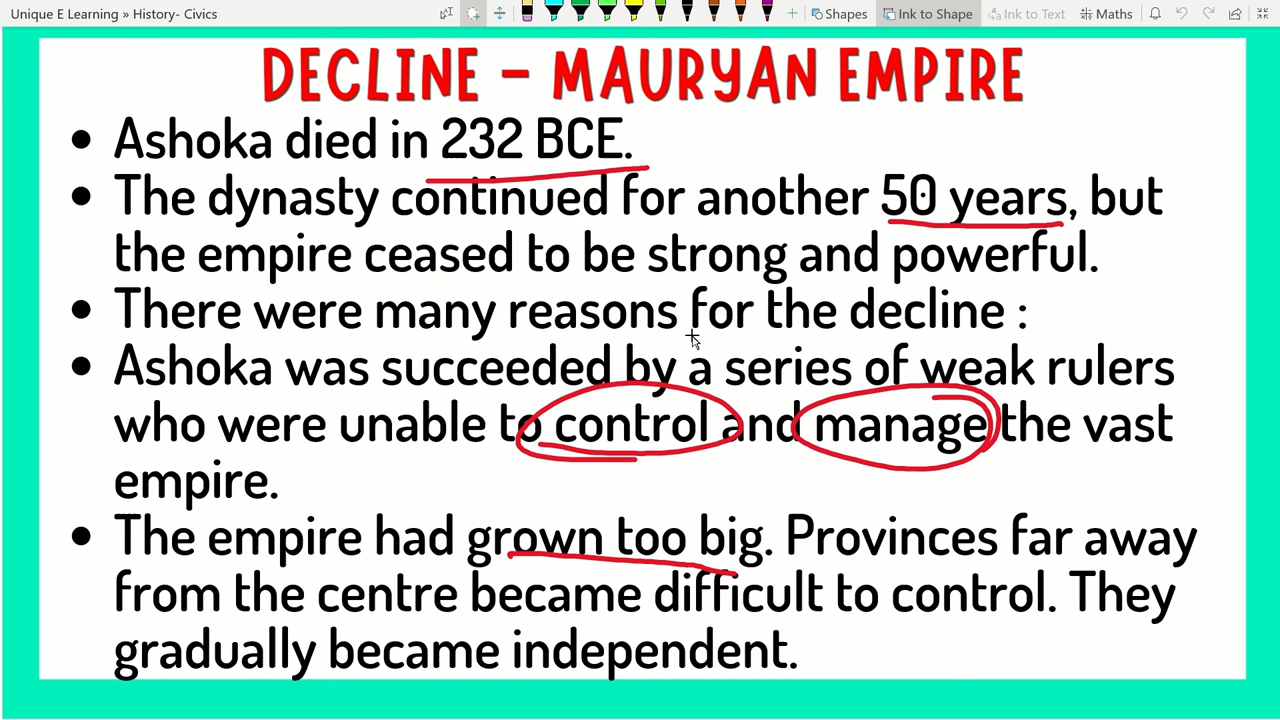 Unique E Learning » History- Civics
Shapes
Ink to Shape
Ink to Text
Maths
DECLINE - MAURYAN EMPIRE
• Ashoka died in 232 BCE.
• The dynasty continued for another 50 years, but
the empire ceased to be strong and powerful.
• There were many reasons for the decline :
• Ashoka was succeeded by a series of weak rulers
who were unable to control and manage the vast
empire.
• The empire had grown too big. Provinces far away
from the centre became difficult to control. They
gradually became independent.